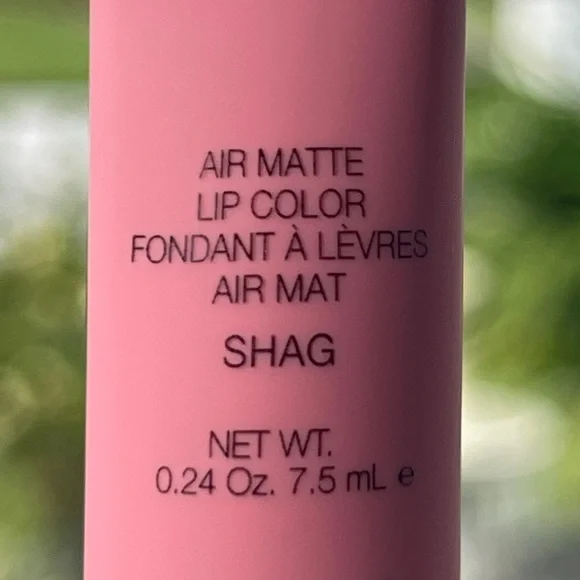 AIR MATTE
LIP COLOR
FONDANT À LÈVRES
AIR MAT
SHAG
NET WT.
0.24 Oz. 7.5 mL ℮